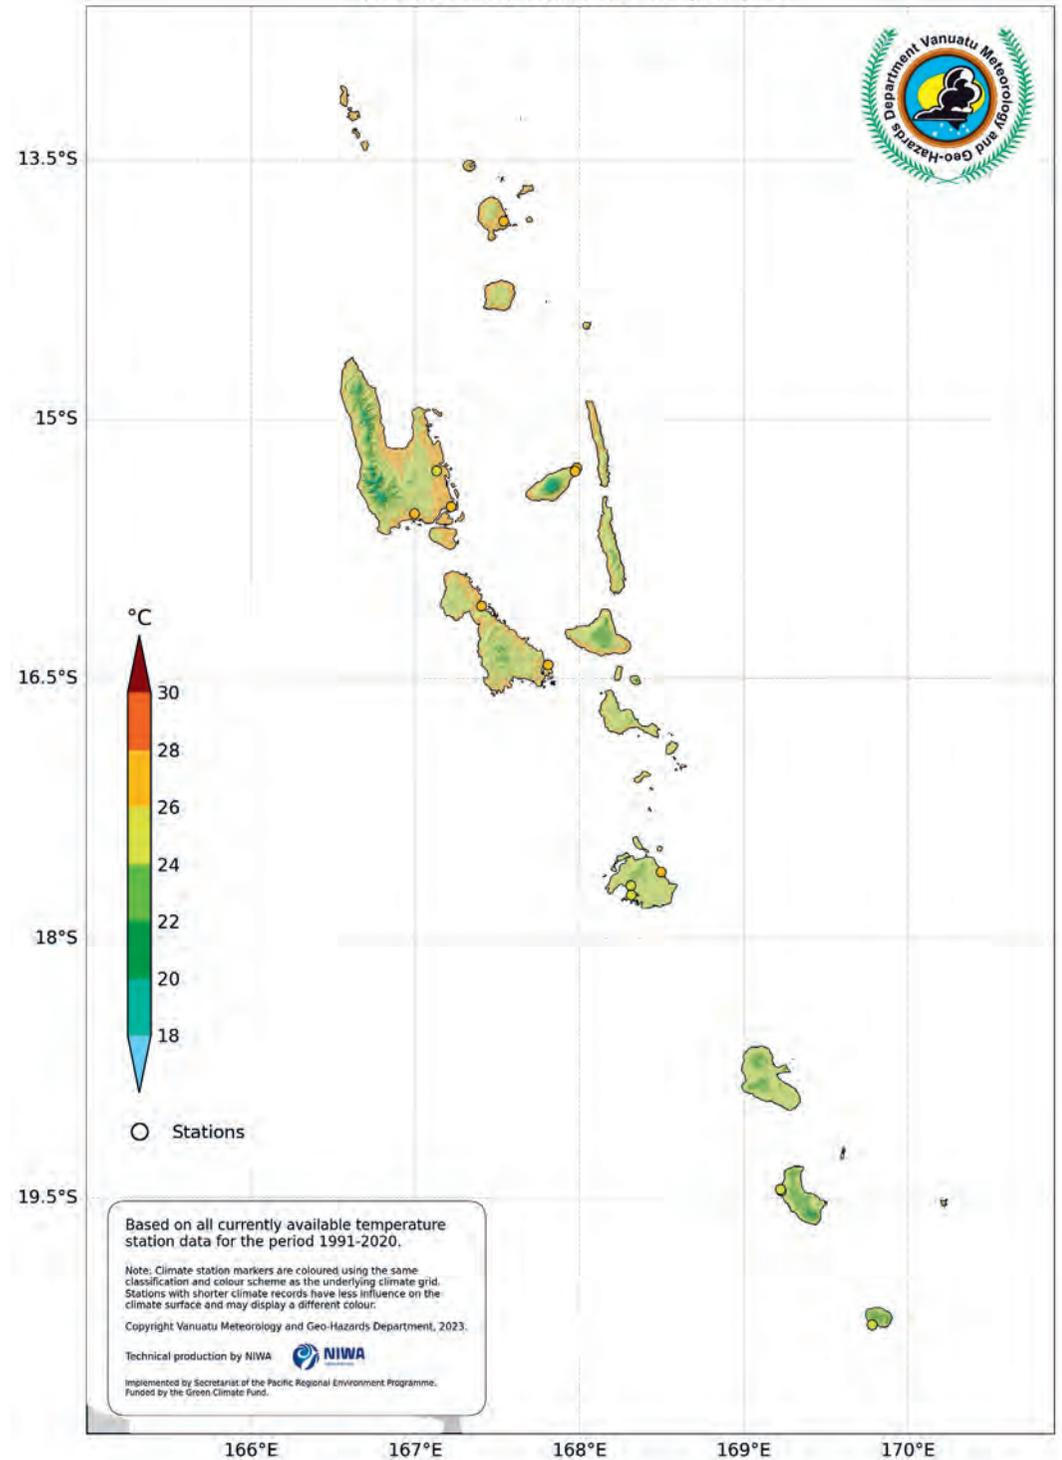 Vanuatu Meteorology and Geo-Hazards Department
13.5°S
15°S
16.5°S
18°S
19.5°S
°C
30
28
26
24
22
20
18
Stations
Based on all currently available temperature
station data for the period 1991-2020.
Note: Climate station markers are coloured using the same
classification and colour scheme as the underlying climate grid.
Stations with shorter climate records have less influence on the
climate surface and may display a different colour.
Copyright Vanuatu Meteorology and Geo-Hazards Department, 2023.
Technical production by NIWA
NIWA
Implemented by Secretariat of the Pacific Regional Environment Programme.
Funded by the Green Climate Fund.
166°E
167°E
168°E
169°E
170°E